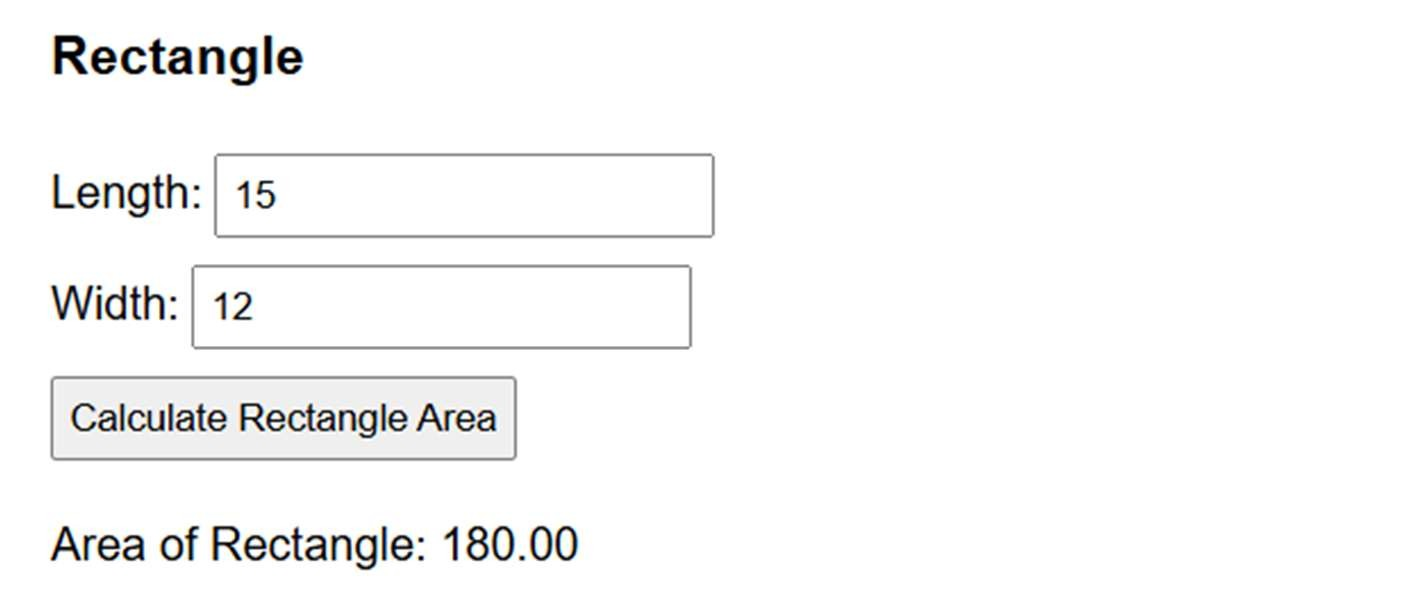 Rectangle
Length: 15
Width: 12
Calculate Rectangle Area
Area of Rectangle: 180.00